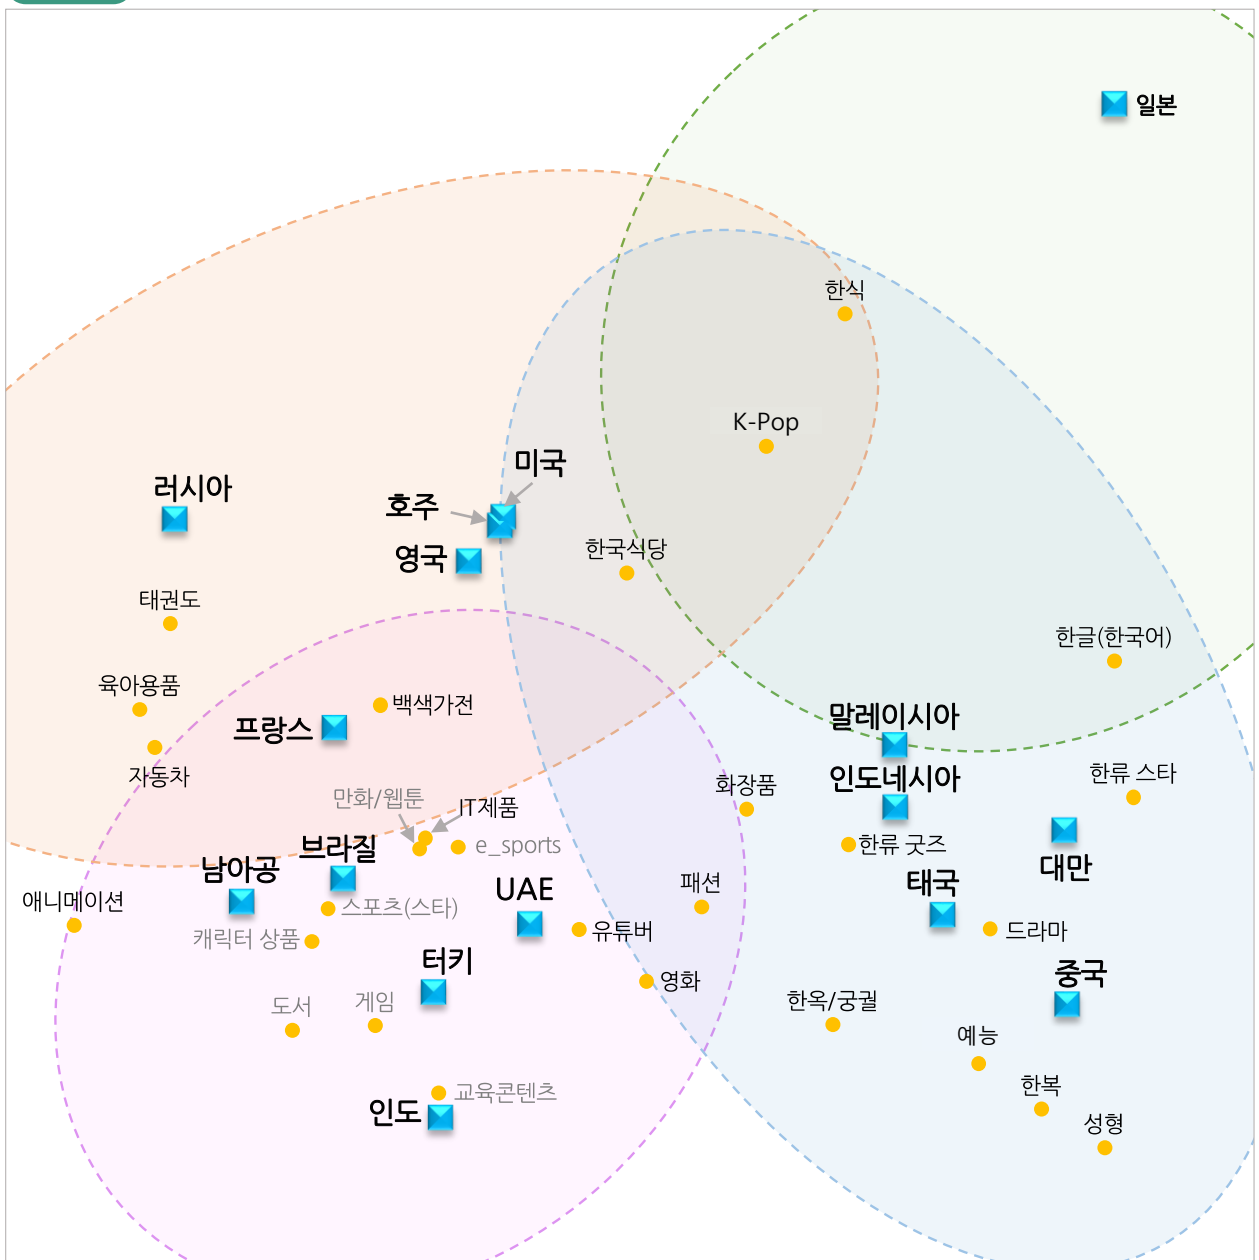 일본
한식
K-Pop
미국
러시아
호주
영국
한국식당
태권도
한글(한국어)
육아용품
백색가전
프랑스
말레이시아
자동차
한류 스타
인도네시아
화장품
만화/웹툰
IT제품
e_sports
브라질
한류 굿즈
남아공
대만
태국
UAE
패션
애니메이션
스포츠(스타)
캐릭터 상품
유튜버
드라마
터키
중국
영화
도서
게임
한옥/궁궐
예능
한복
교육콘텐츠
인도
성형